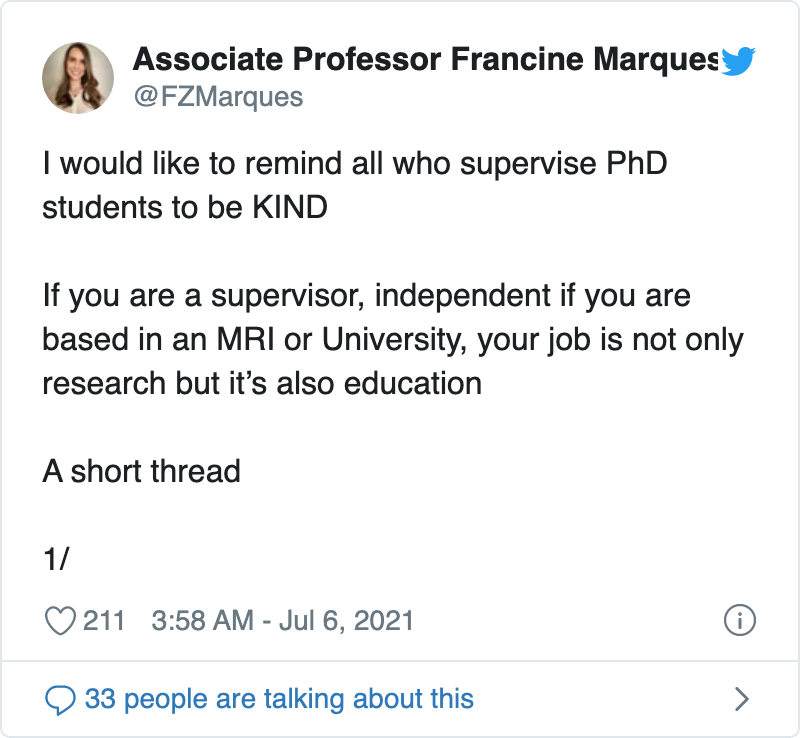 Associate Professor Francine Marques
@FZMarques
I would like to remind all who supervise PhD
students to be KIND
If you are a supervisor, independent if you are
based in an MRI or University, your job is not only
research but it’s also education
A short thread
1/
211 3:58 AM - Jul 6, 2021
33 people are talking about this